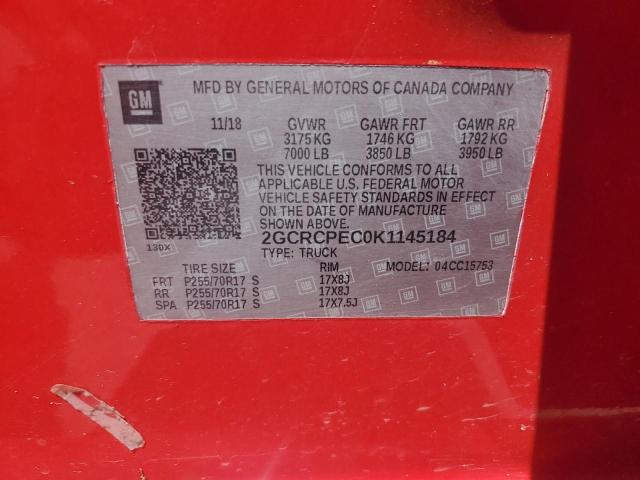 GM
MFD BY GENERAL MOTORS OF CANADA COMPANY
11/18 GVWR GAWR FRT GAWR RR
3175 KG 1746 KG 1792 KG
7000 LB 3850 LB 3950 LB
THIS VEHICLE CONFORMS TO ALL
APPLICABLE U.S. FEDERAL MOTOR
VEHICLE SAFETY STANDARDS IN EFFECT
ON THE DATE OF MANUFACTURE
SHOWN ABOVE.
2GCRCPEC0K1145184
130X
TYPE: TRUCK
TIRE SIZE RIM MODEL: 04CC15753
FRT P255/70R17 S 17X8J
RR P255/70R17 S 17X8J
SPA P255/70R17 S 17X7.5J